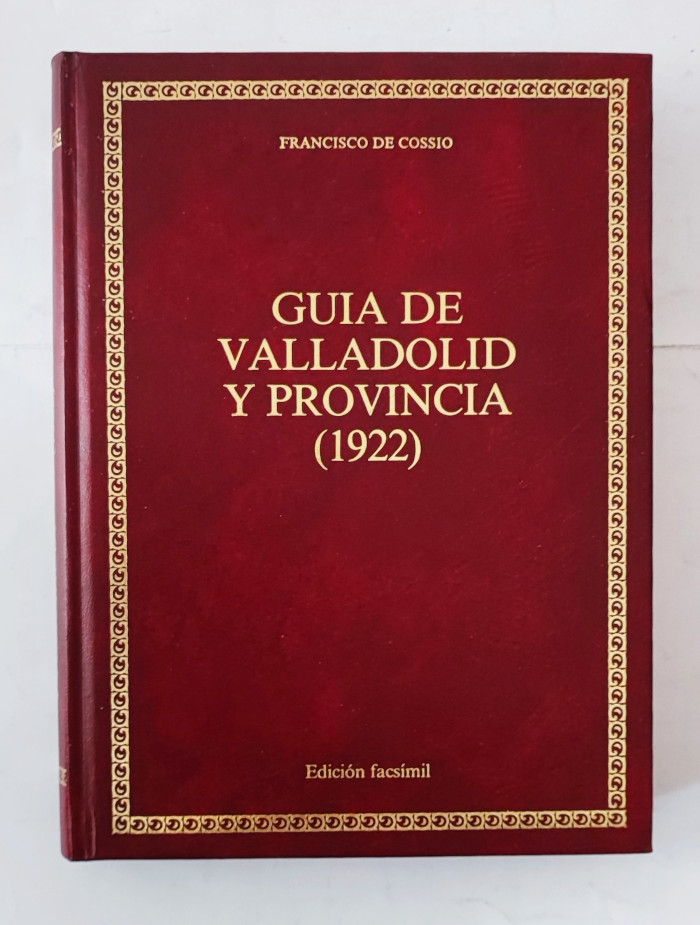 FRANCISCO DE COSSIO
GUIA DE
VALLADOLID
Y PROVINCIA
(1922)
Edición facsímil